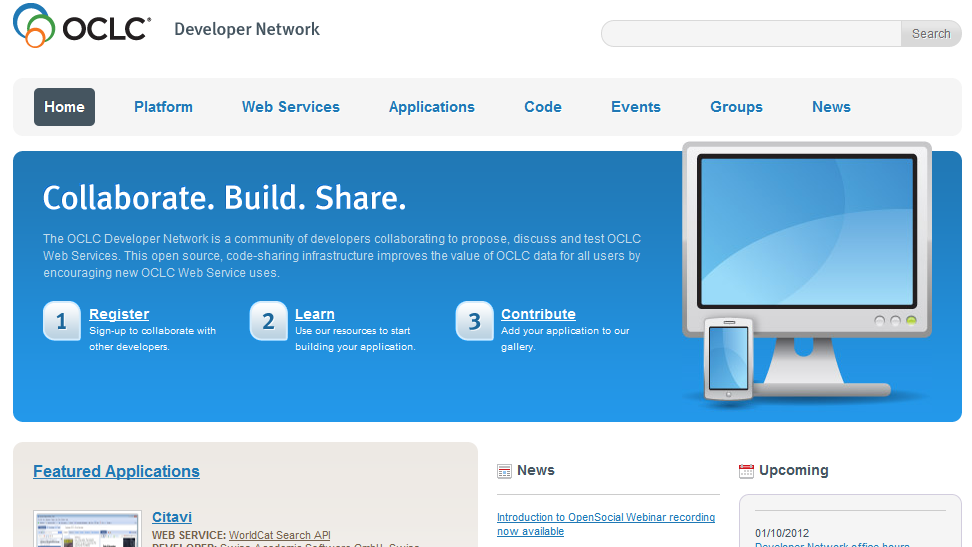 OCLC® Developer Network
Search
Home Platform Web Services Applications Code Events Groups News
Collaborate. Build. Share.
The OCLC Developer Network is a community of developers collaborating to propose, discuss and test OCLC
Web Services. This open source, code-sharing infrastructure improves the value of OCLC data for all users by
encouraging new OCLC Web Service uses.
1 Register
Sign-up to collaborate with
other developers.
2 Learn
Use our resources to start
building your application.
3 Contribute
Add your application to our
gallery.
Featured Applications
Citavi
WEB SERVICE: WorldCat Search API
DEVELOPER: Swiss Academic Software GmbH, Swiss
News
Introduction to OpenSocial Webinar recording
now available
Upcoming
01/10/2012
Developer Network office hours